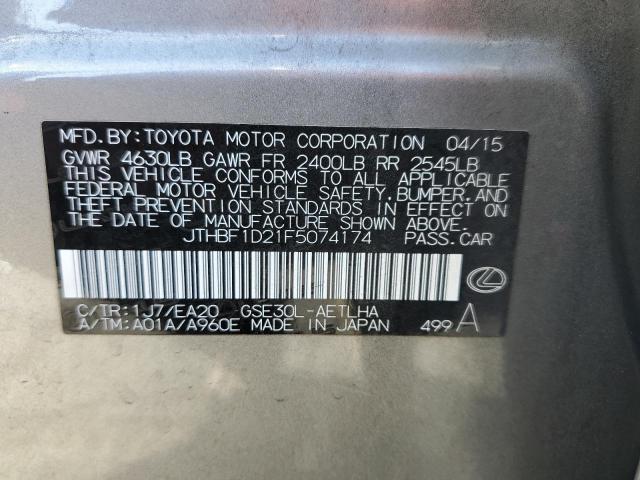 MFD.BY:TOYOTA MOTOR CORPORATION 04/15
GVWR 4630LB GAWR FR 2400LB RR 2545LB
THIS VEHICLE CONFORMS TO ALL APPLICABLE
FEDERAL MOTOR VEHICLE SAFETY,BUMPER,AND
THEFT PREVENTION STANDARDS IN EFFECT ON
THE DATE OF MANUFACTURE SHOWN ABOVE.
JTHBF1D21F5074174 PASS.CAR
C/TR:1J7/EA20 GSE30L-AETLHA
A/TM:A01A/A960E MADE IN JAPAN 499 A